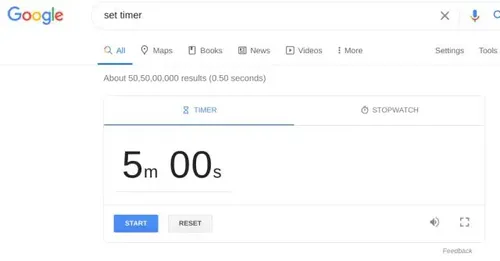 Google set timer
All Maps Books News Videos More Settings Tools
About 50,50,00,000 results (0.50 seconds)
TIMER STOPWATCH
5m 00s
START RESET
Feedback